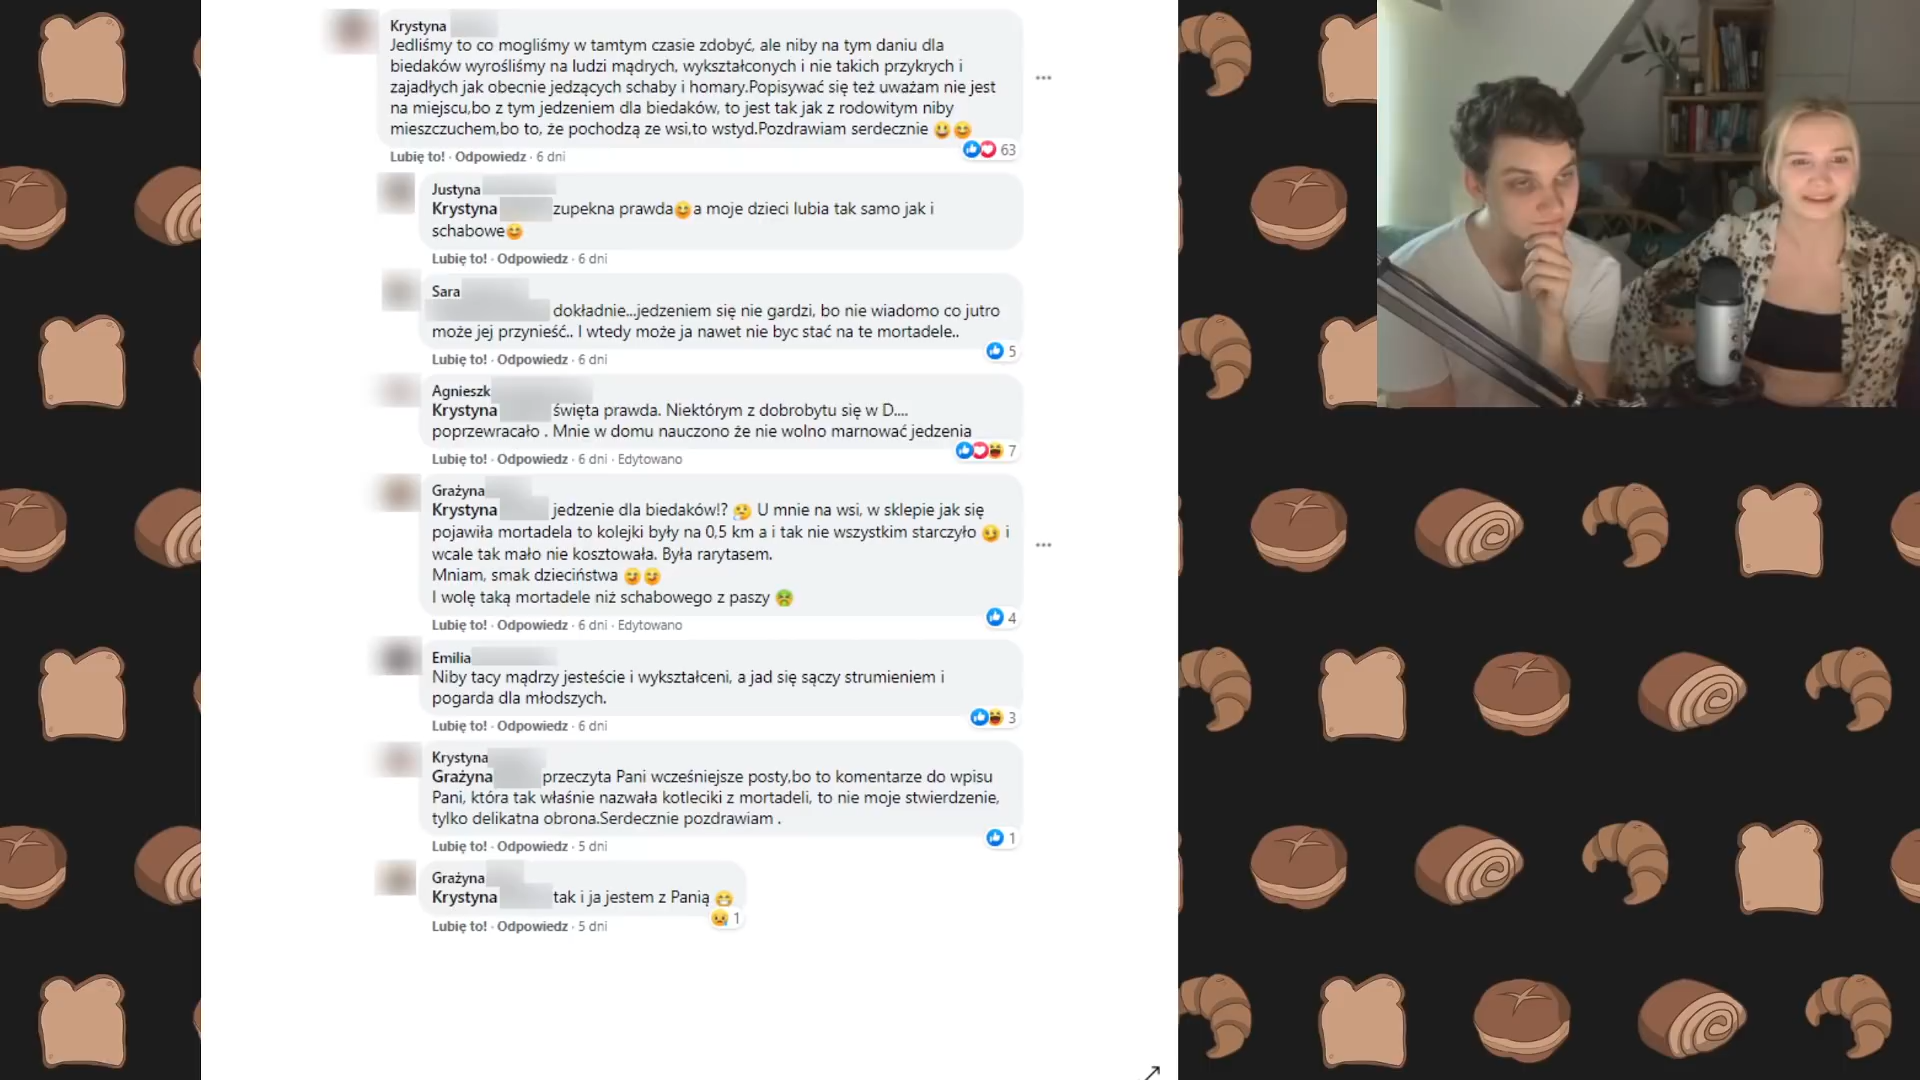 Krystyna
Jedliśmy to co mogliśmy w tamtym czasie zdobyć, ale niby na tym daniu dla
biedaków wyrośliśmy na ludzi mądrych, wykształconych i nie takich przykrych i
zajadłych jak obecnie jedzących schaby i homary.Popisywać się też uważam nie jest
na miejscu,bo z tym jedzeniem dla biedaków, to jest tak jak z rodowitym niby
mieszczuchem,bo to, że pochodzą ze wsi,to wstyd.Pozdrawiam serdecznie 😃😊
63
Lubię to! · Odpowiedz · 6 dni
Justyna
Krystyna zupekna prawda😊a moje dzieci lubia tak samo jak i
schabowe😊
Lubię to! · Odpowiedz · 6 dni
Sara
dokładnie...jedzeniem się nie gardzi, bo nie wiadomo co jutro
może jej przynieść.. I wtedy może ja nawet nie byc stać na te mortadele..
5
Lubię to! · Odpowiedz · 6 dni
Agnieszk
Krystyna święta prawda. Niektórym z dobrobytu się w D....
poprzewracało . Mnie w domu nauczono że nie wolno marnować jedzenia
7
Lubię to! · Odpowiedz · 6 dni · Edytowano
Grażyna
Krystyna jedzenie dla biedaków!? 🤔 U mnie na wsi, w sklepie jak się
pojawiła mortadela to kolejki były na 0,5 km a i tak nie wszystkim starczyło 😉 i
wcale tak mało nie kosztowała. Była rarytasem.
Mniam, smak dzieciństwa 😋😋
I wolę taką mortadele niż schabowego z paszy 🤢
4
Lubię to! · Odpowiedz · 6 dni · Edytowano
Emilia
Niby tacy mądrzy jesteście i wykształceni, a jad się sączy strumieniem i
pogarda dla młodszych.
3
Lubię to! · Odpowiedz · 6 dni
Krystyna
Grażyna przeczyta Pani wcześniejsze posty,bo to komentarze do wpisu
Pani, która tak właśnie nazwała kotleciki z mortadeli, to nie moje stwierdzenie,
tylko delikatna obrona.Serdecznie pozdrawiam .
1
Lubię to! · Odpowiedz · 5 dni
Grażyna
Krystyna tak i ja jestem z Panią 😁
1
Lubię to! · Odpowiedz · 5 dni